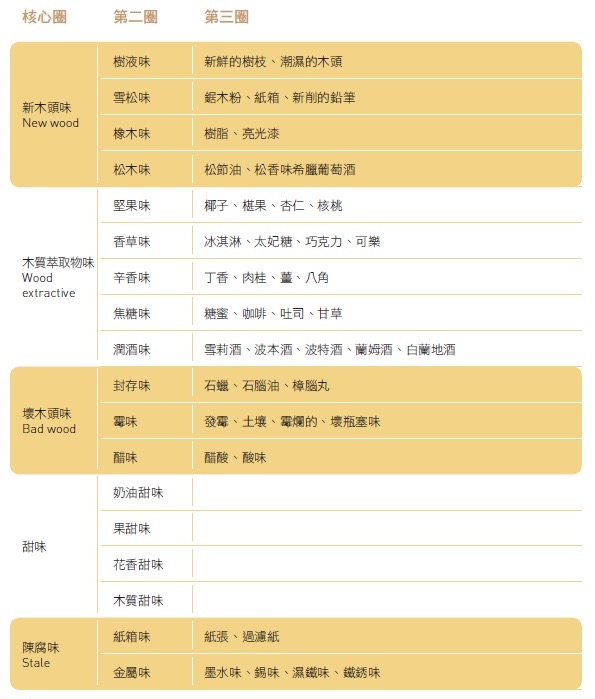 核心圈 第二圈 第三圈
新木頭味
New wood
樹液味 新鮮的樹枝、潮濕的木頭
雪松味 鋸木粉、紙箱、新削的鉛筆
橡木味 樹脂、亮光漆
松木味 松節油、松香味希臘葡萄酒
木質萃取物味
Wood
extractive
堅果味 椰子、榛果、杏仁、核桃
香草味 冰淇淋、太妃糖、巧克力、可樂
辛香味 丁香、肉桂、薑、八角
焦糖味 糖蜜、咖啡、吐司、甘草
潤酒味 雪莉酒、波本酒、波特酒、蘭姆酒、白蘭地酒
壞木頭味
Bad wood
封存味 石蠟、石腦油、樟腦丸
霉味 發霉、土壤、霉爛的、壞瓶塞味
醋味 醋酸、酸味
甜味
奶油甜味
果甜味
花香甜味
木質甜味
陳腐味
Stale
紙箱味 紙張、過濾紙
金屬味 墨水味、錫味、濕鐵味、鐵銹味